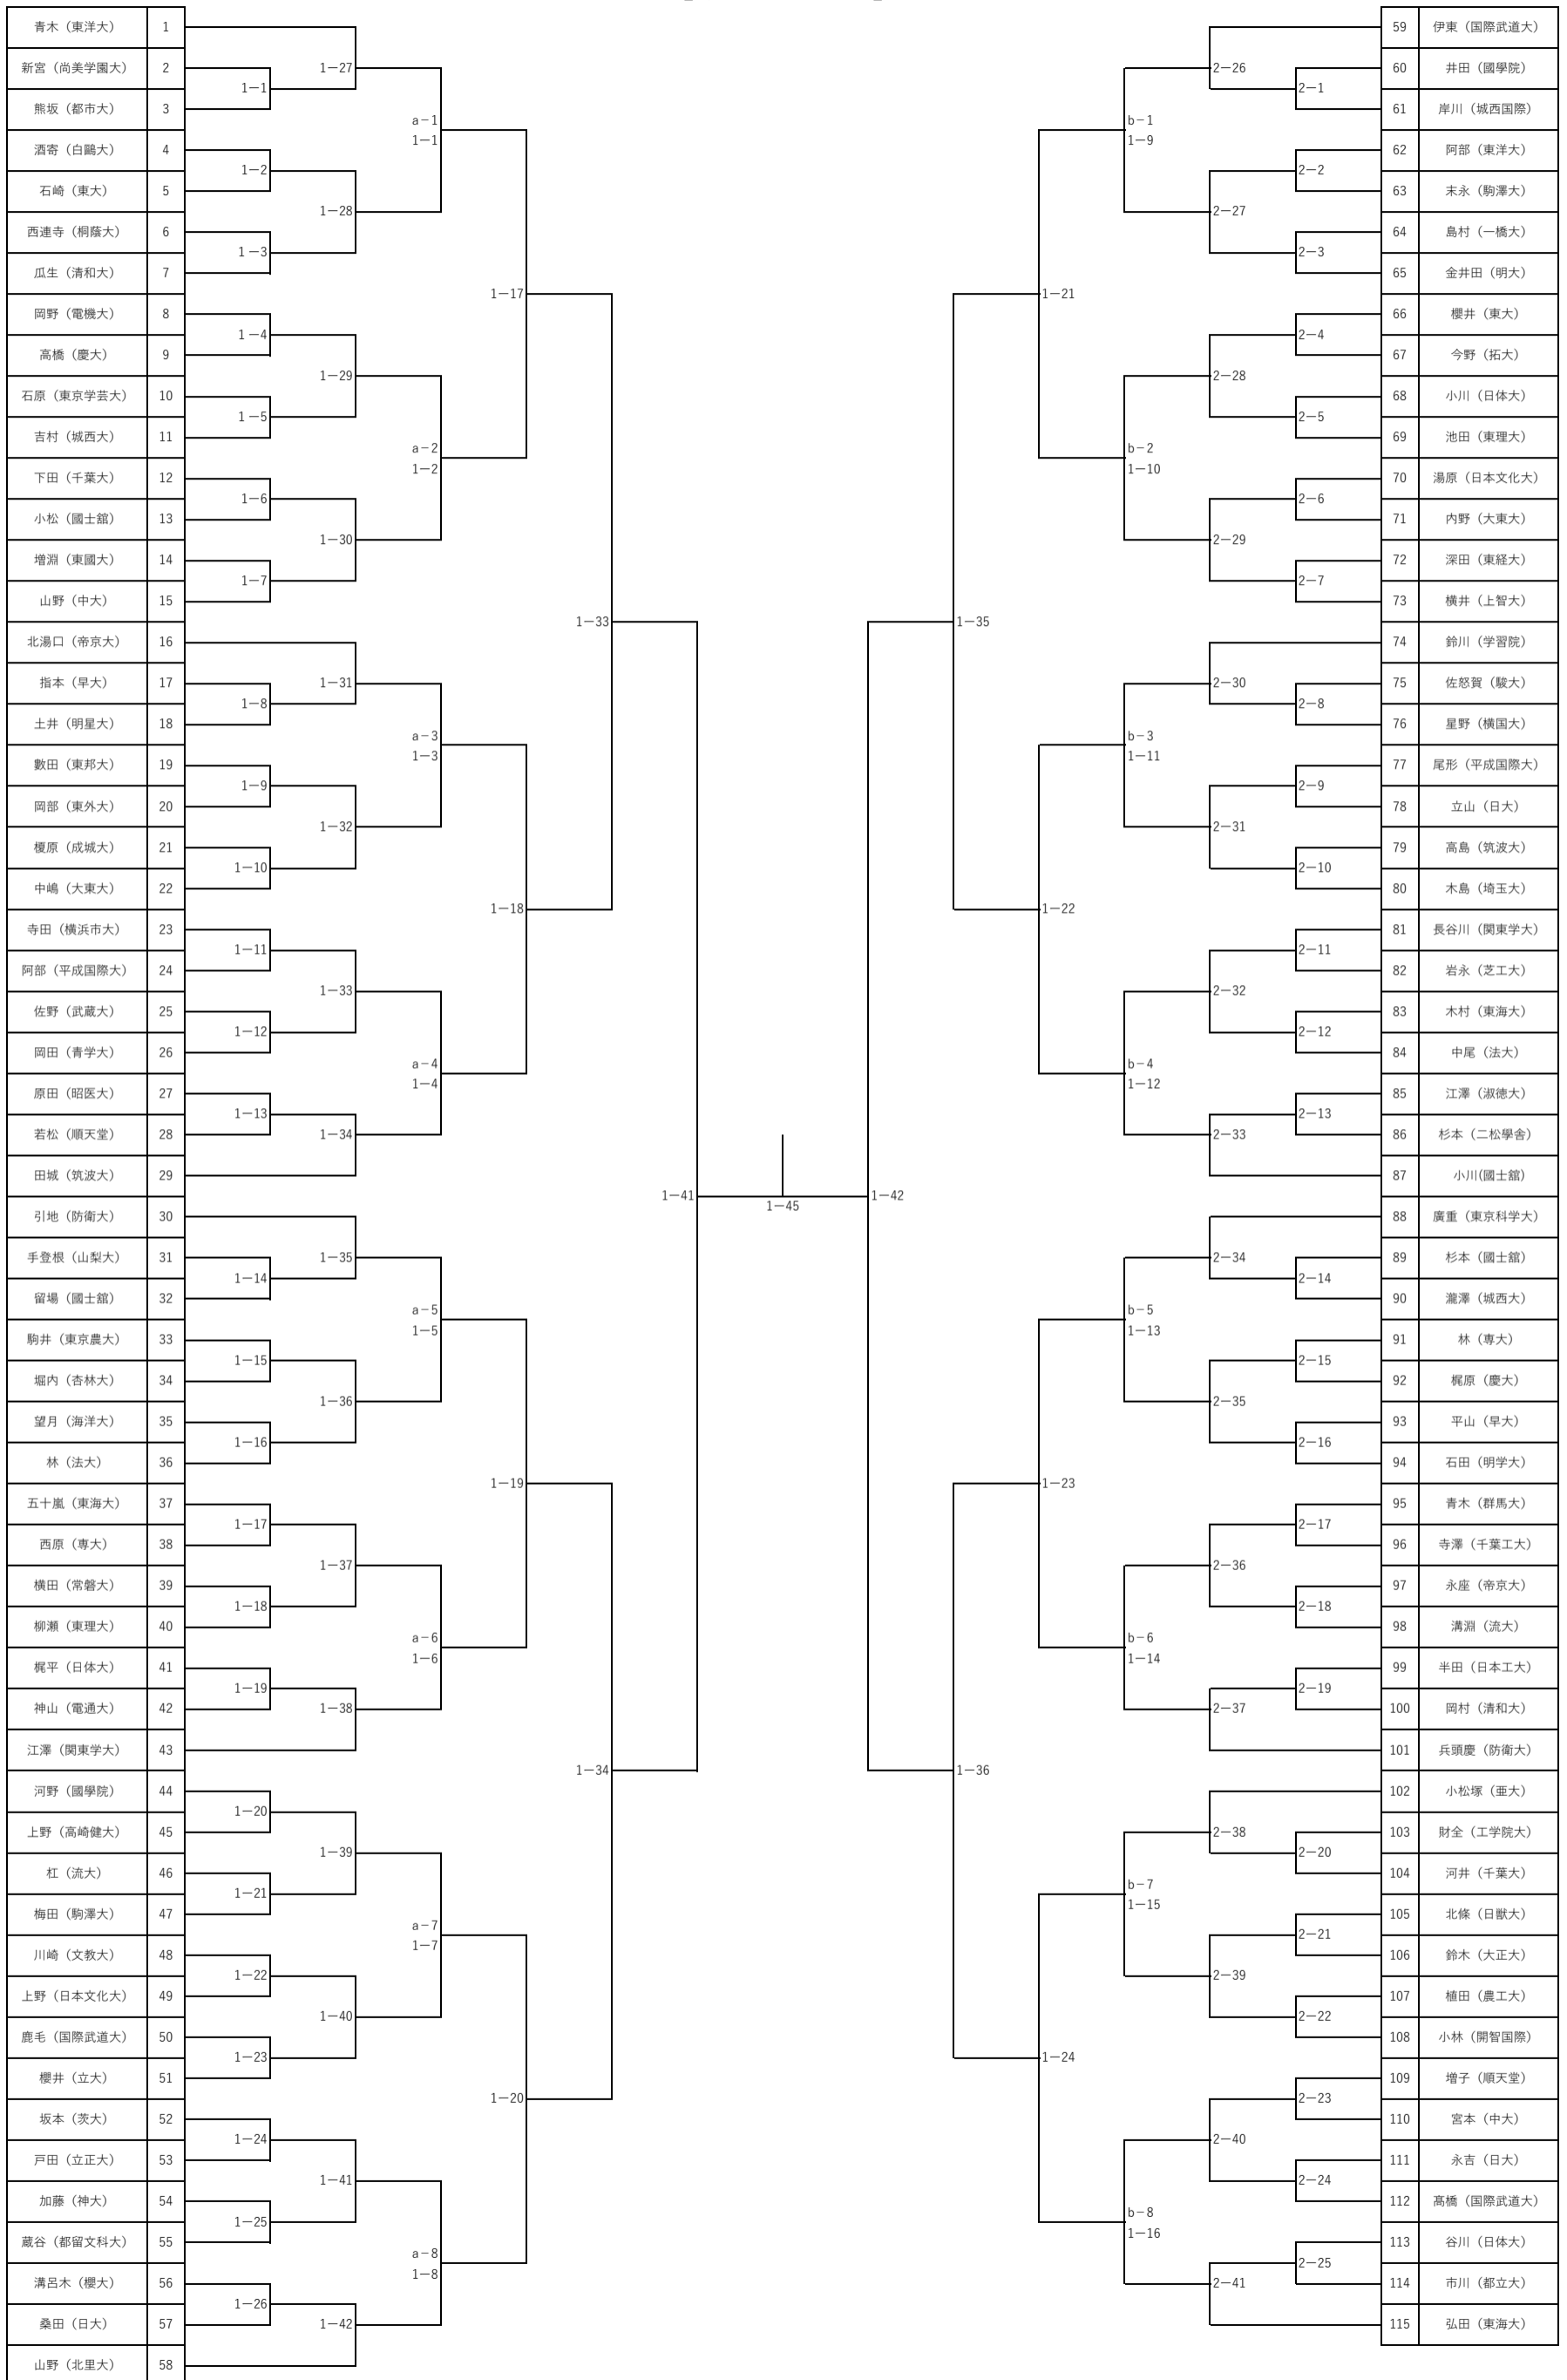 青木（東洋大） 1
新宮（尚美学園大） 2
熊坂（都市大） 3
酒寄（白鷗大） 4
石崎（東大） 5
西連寺（桐蔭大） 6
瓜生（清和大） 7
岡野（電機大） 8
高橋（慶大） 9
石原（東京学芸大） 10
吉村（城西大） 11
下田（千葉大） 12
小松（國士舘） 13
増淵（東國大） 14
山野（中大） 15
北湯口（帝京大） 16
指本（早大） 17
土井（明星大） 18
數田（東邦大） 19
岡部（東外大） 20
榎原（成城大） 21
中嶋（大東大） 22
寺田（横浜市大） 23
阿部（平成国際大） 24
佐野（武蔵大） 25
岡田（青学大） 26
原田（昭医大） 27
若松（順天堂） 28
田城（筑波大） 29
引地（防衛大） 30
手登根（山梨大） 31
留場（國士舘） 32
駒井（東京農大） 33
堀内（杏林大） 34
望月（海洋大） 35
林（法大） 36
五十嵐（東海大） 37
西原（専大） 38
横田（常磐大） 39
柳瀬（東理大） 40
梶平（日体大） 41
神山（電通大） 42
江澤（関東学大） 43
河野（國學院） 44
上野（高崎健大） 45
杠（流大） 46
梅田（駒澤大） 47
川崎（文教大） 48
上野（日本文化大） 49
鹿毛（国際武道大） 50
櫻井（立大） 51
坂本（茨大） 52
戸田（立正大） 53
加藤（神大） 54
蔵谷（都留文科大） 55
溝呂木（櫻大） 56
桑田（日大） 57
山野（北里大） 58
1－1
1－2
1－3
1－4
1－5
1－6
1－7
1－8
1－9
1－10
1－11
1－12
1－13
1－14
1－15
1－16
1－17
1－18
1－19
1－20
1－21
1－22
1－23
1－24
1－25
1－26
1－27
1－28
1－29
1－30
1－31
1－32
1－33
1－34
1－35
1－36
1－37
1－38
1－39
1－40
1－41
1－42
a－1
1－1
a－2
1－2
a－3
1－3
a－4
1－4
a－5
1－5
a－6
1－6
a－7
1－7
a－8
1－8
1－17
1－18
1－19
1－20
1－33
1－34
1－41
1－45
1－42
1－35
1－36
1－21
1－22
1－23
1－24
b－1
1－9
b－2
1－10
b－3
1－11
b－4
1－12
b－5
1－13
b－6
1－14
b－7
1－15
b－8
1－16
2－26
2－27
2－28
2－29
2－30
2－31
2－32
2－33
2－34
2－35
2－36
2－37
2－38
2－39
2－40
2－41
2－1
2－2
2－3
2－4
2－5
2－6
2－7
2－8
2－9
2－10
2－11
2－12
2－13
2－14
2－15
2－16
2－17
2－18
2－19
2－20
2－21
2－22
2－23
2－24
2－25
59 伊東（国際武道大）
60 井田（國學院）
61 岸川（城西国際）
62 阿部（東洋大）
63 末永（駒澤大）
64 島村（一橋大）
65 金井田（明大）
66 櫻井（東大）
67 今野（拓大）
68 小川（日体大）
69 池田（東理大）
70 湯原（日本文化大）
71 内野（大東大）
72 深田（東経大）
73 横井（上智大）
74 鈴川（学習院）
75 佐怒賀（駿大）
76 星野（横国大）
77 尾形（平成国際大）
78 立山（日大）
79 高島（筑波大）
80 木島（埼玉大）
81 長谷川（関東学大）
82 岩永（芝工大）
83 木村（東海大）
84 中尾（法大）
85 江澤（淑徳大）
86 杉本（二松學舎）
87 小川(國士舘）
88 廣重（東京科学大）
89 杉本（國士舘）
90 瀧澤（城西大）
91 林（専大）
92 梶原（慶大）
93 平山（早大）
94 石田（明学大）
95 青木（群馬大）
96 寺澤（千葉工大）
97 永座（帝京大）
98 溝淵（流大）
99 半田（日本工大）
100 岡村（清和大）
101 兵頭慶（防衛大）
102 小松塚（亜大）
103 財全（工学院大）
104 河井（千葉大）
105 北條（日獣大）
106 鈴木（大正大）
107 植田（農工大）
108 小林（開智国際）
109 増子（順天堂）
110 宮本（中大）
111 永吉（日大）
112 髙橋（国際武道大）
113 谷川（日体大）
114 市川（都立大）
115 弘田（東海大）